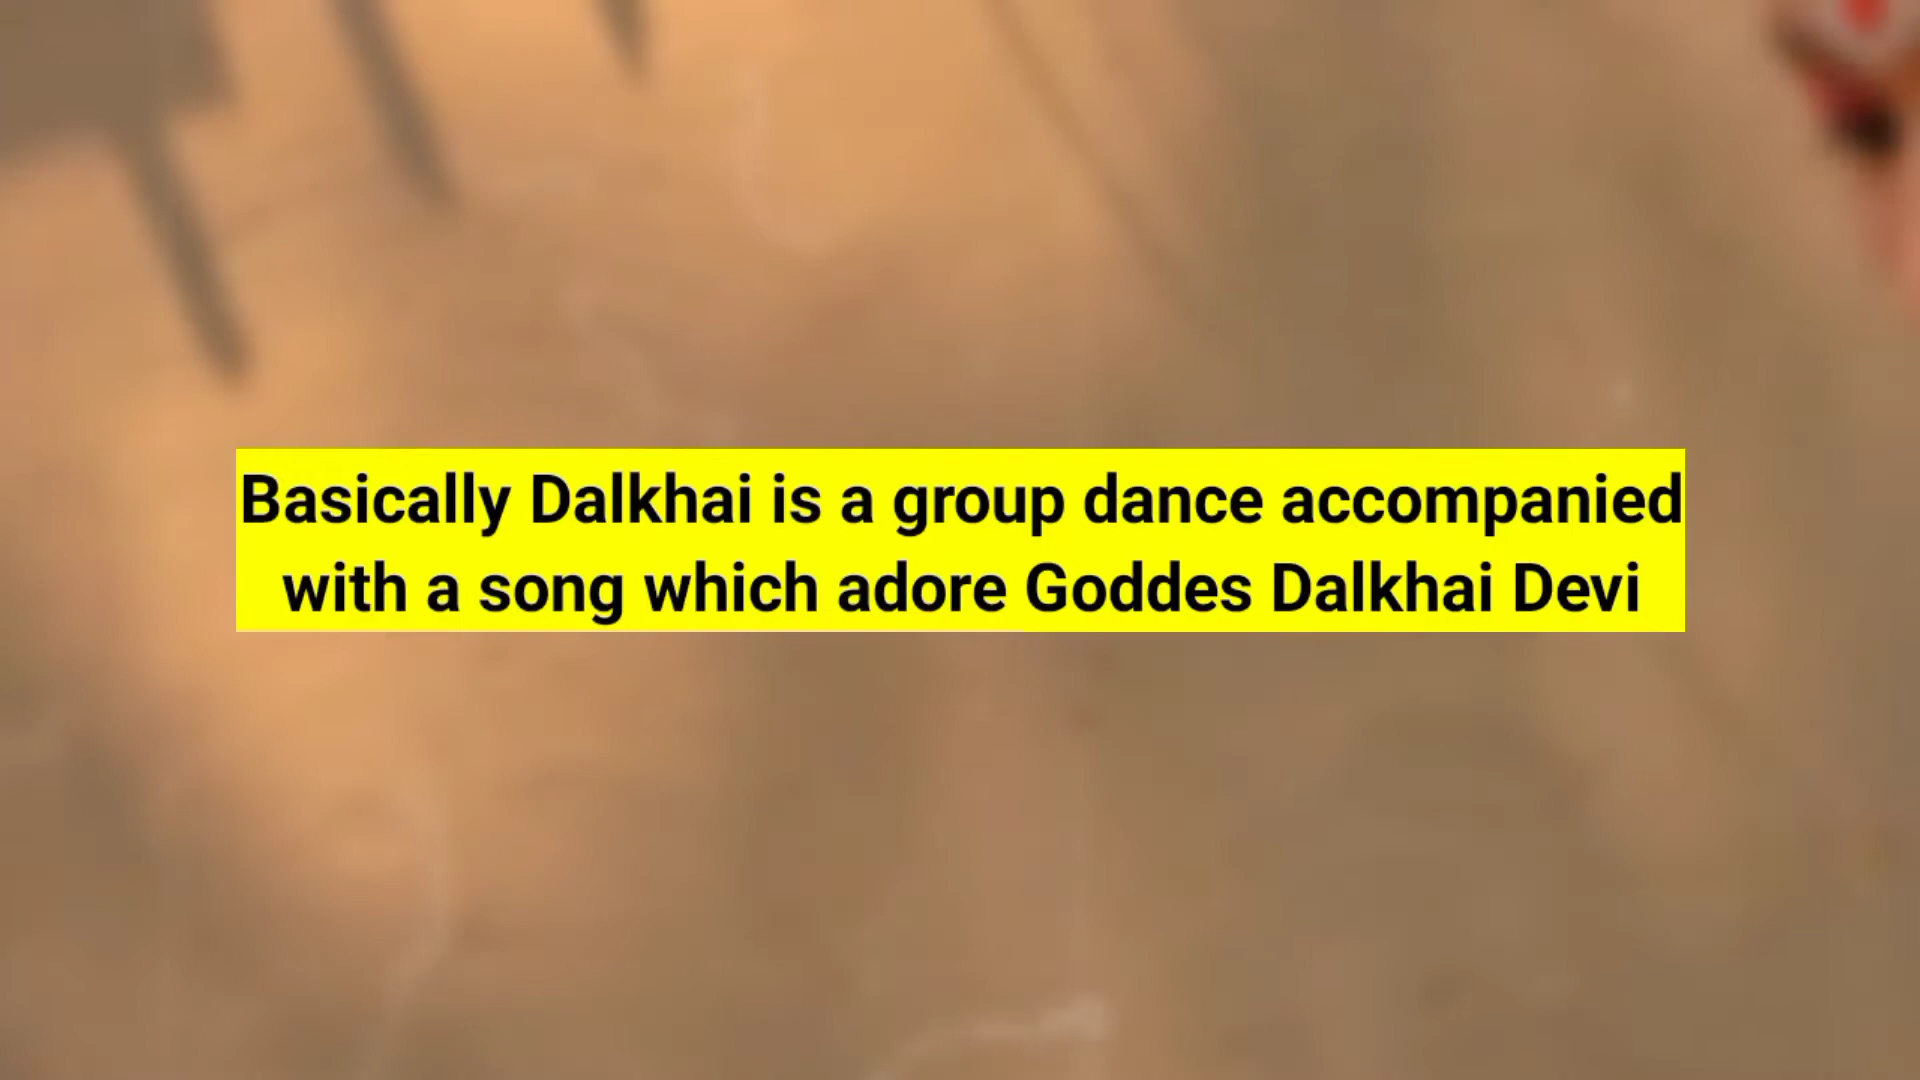 Basically Dalkhai is a group dance accompanied
with a song which adore Goddes Dalkhai Devi